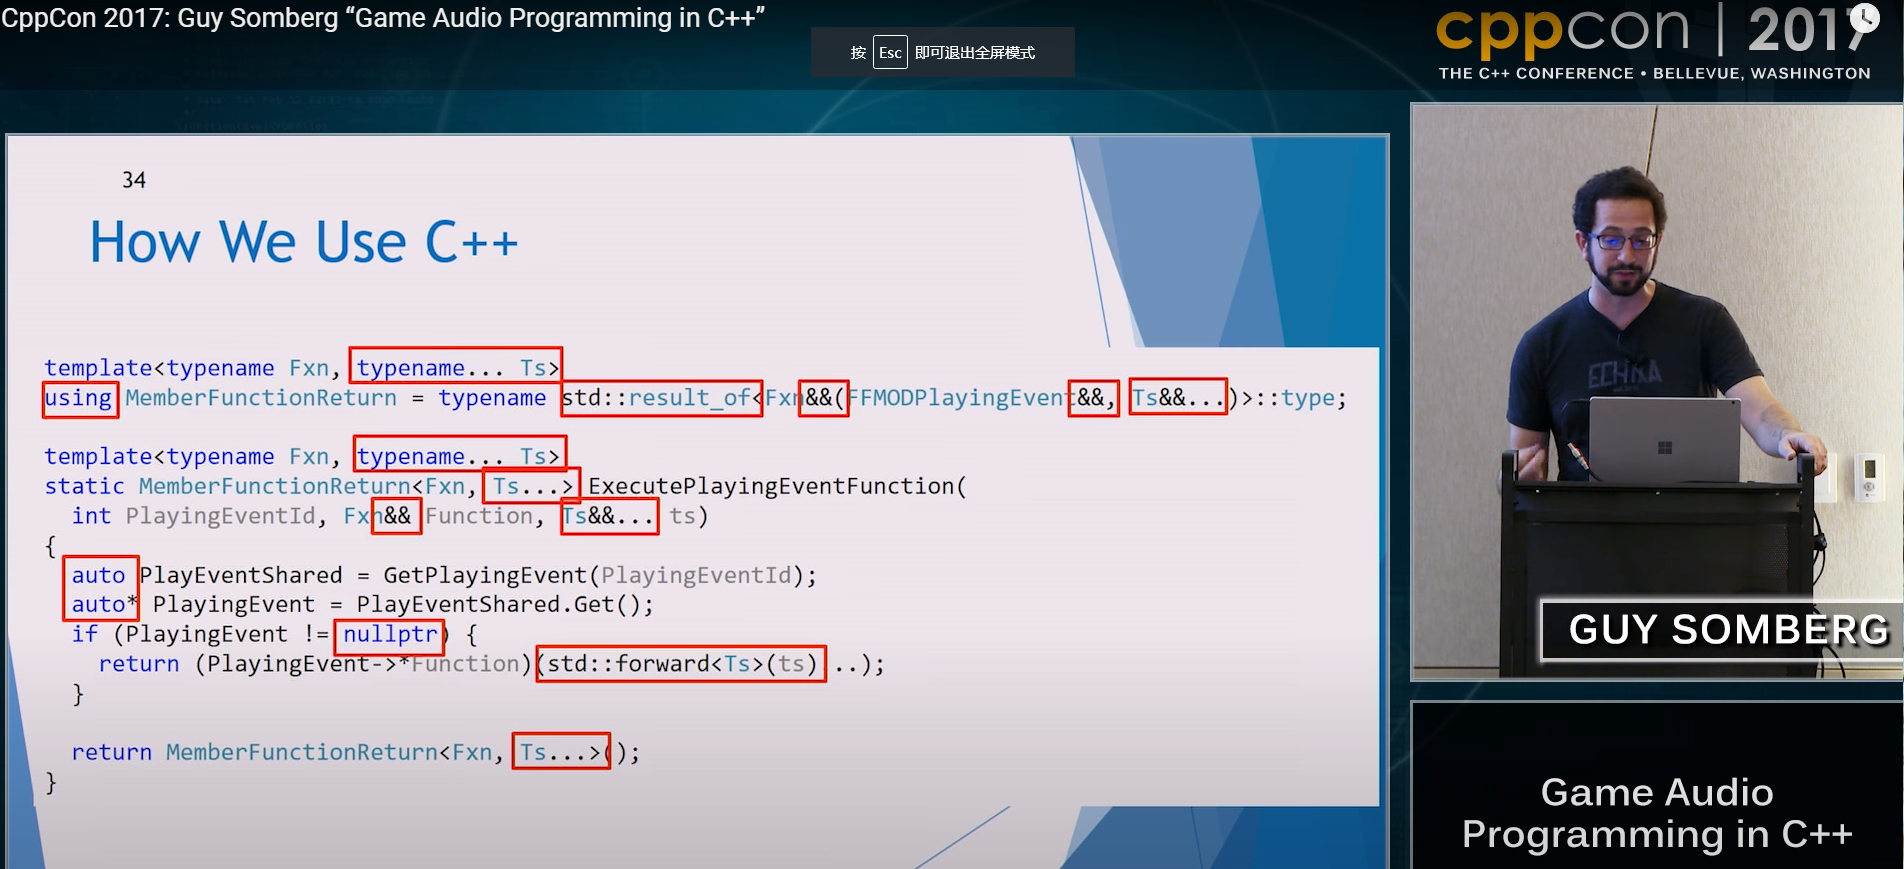 CppCon 2017: Guy Somberg “Game Audio Programming in C++”
按 Esc 即可退出全屏模式
cppcon | 2017
THE C++ CONFERENCE • BELLEVUE, WASHINGTON
34
How We Use C++
template<typename Fxn, typename... Ts>
using MemberFunctionReturn = typename std::result_of<Fxn&&(FFMODPlayingEvent&&, Ts&&...)>::type;
template<typename Fxn, typename... Ts>
static MemberFunctionReturn<Fxn, Ts...> ExecutePlayingEventFunction(
int PlayingEventId, Fxn&& Function, Ts&&... ts)
{
auto PlayEventShared = GetPlayingEvent(PlayingEventId);
auto* PlayingEvent = PlayEventShared.Get();
if (PlayingEvent != nullptr) {
return (PlayingEvent->*Function)(std::forward<Ts>(ts)...);
}
return MemberFunctionReturn<Fxn, Ts...>();
}
GUY SOMBERG
Game Audio
Programming in C++